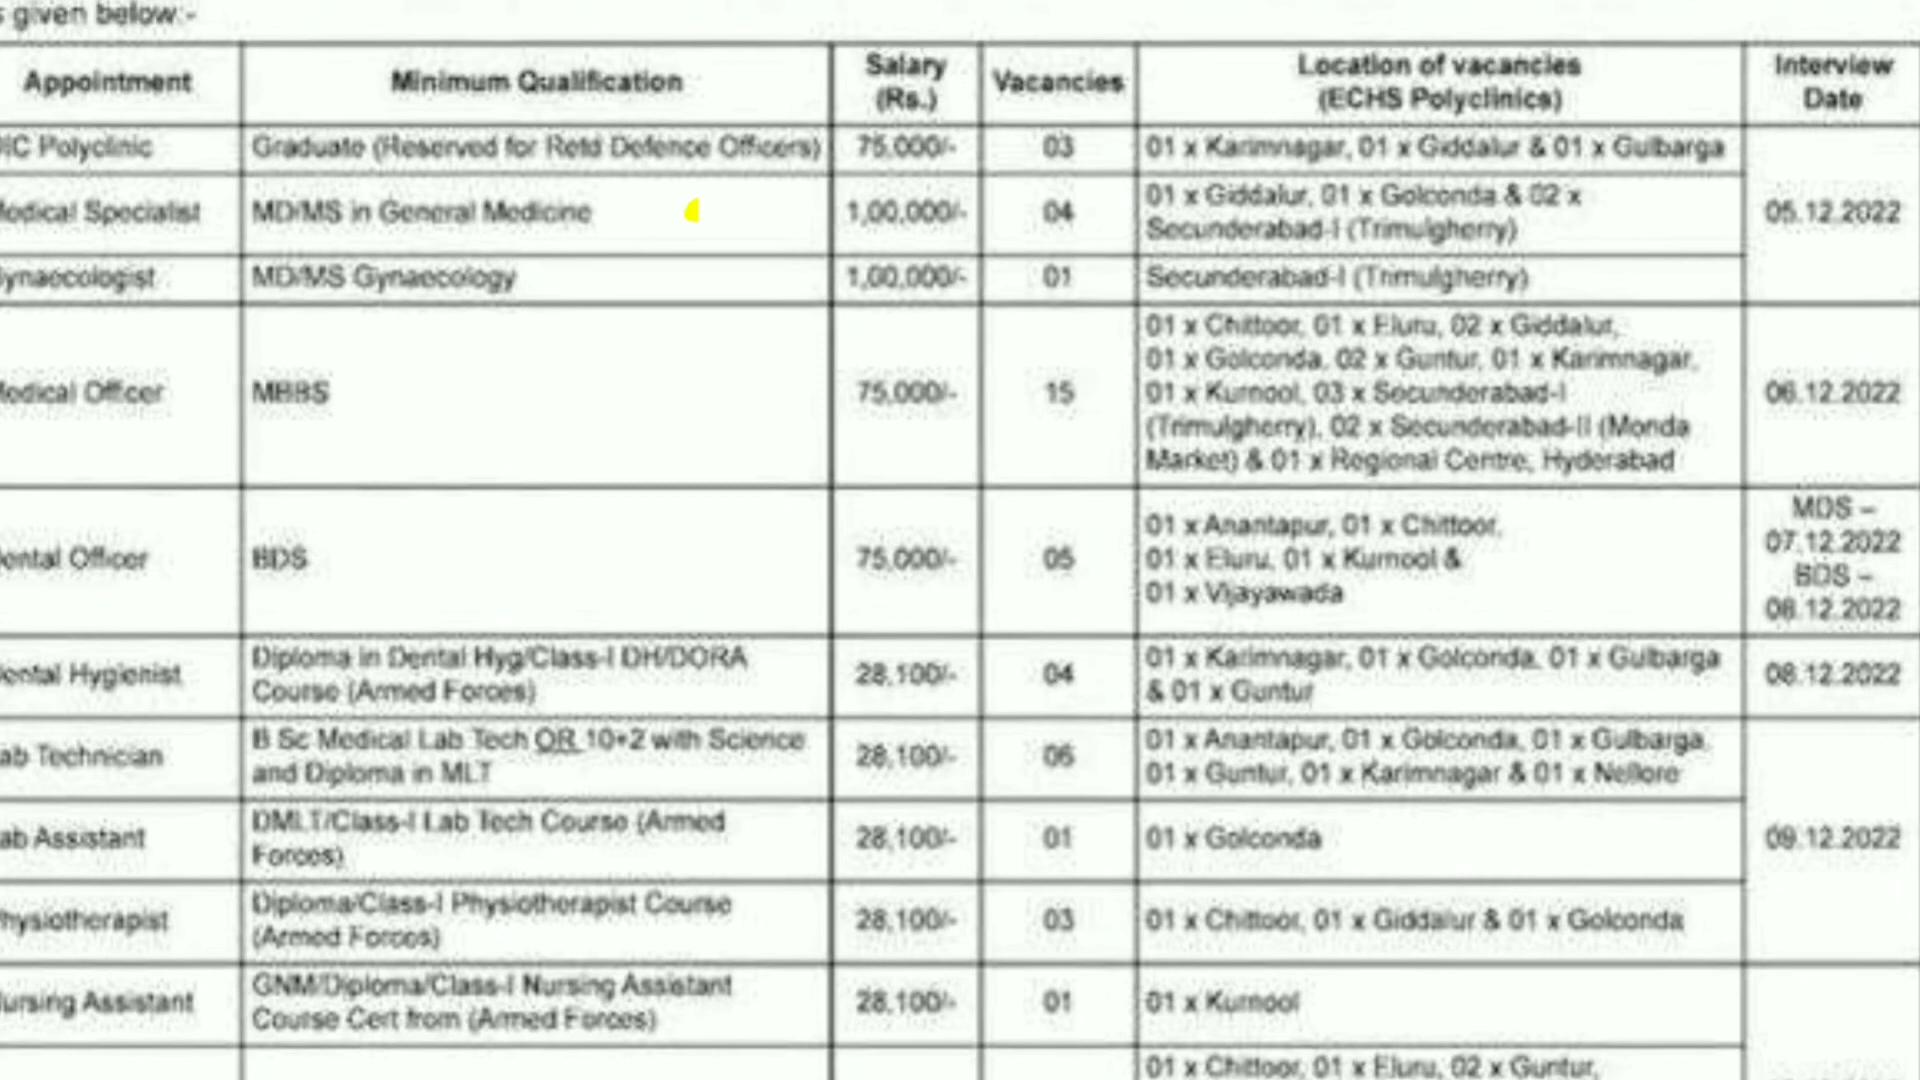 s given below:-
Appointment
Minimum Qualification
Salary
(Rs.)
Vacancies
Location of vacancies
(ECHS Polyclinics)
Interview
Date
IC Polyclinic
Graduate (Reserved for Retd Defence Officers)
75,000/-
03
01 x Karimnagar, 01 x Giddalur & 01 x Gulbarga
05.12.2022
Medical Specialist
MD/MS in General Medicine
1,00,000/-
04
01 x Giddalur, 01 x Golconda & 02 x
Secunderabad-I (Trimulgherry)
ynaecologist
MD/MS Gynaecology
1,00,000/-
01
Secunderabad-I (Trimulgherry)
Medical Officer
MBBS
75,000/-
15
01 x Chittoor, 01 x Eluru, 02 x Giddalur,
01 x Golconda, 02 x Guntur, 01 x Karimnagar,
01 x Kurnool, 03 x Secunderabad-I
(Trimulgherry), 02 x Secunderabad-II (Monda
Market) & 01 x Regional Centre, Hyderabad
06.12.2022
ental Officer
BDS
75,000/-
05
01 x Anantapur, 01 x Chittoor,
01 x Eluru, 01 x Kurnool &
01 x Vijayawada
MDS –
07.12.2022
BDS –
08.12.2022
ental Hygienist
Diploma in Dental Hyg/Class-I DH/DORA
Course (Armed Forces)
28,100/-
04
01 x Karimnagar, 01 x Golconda, 01 x Gulbarga
& 01 x Guntur
08.12.2022
ab Technician
B Sc Medical Lab Tech OR 10+2 with Science
and Diploma in MLT
28,100/-
06
01 x Anantapur, 01 x Golconda, 01 x Gulbarga,
01 x Guntur, 01 x Karimnagar & 01 x Nellore
09.12.2022
ab Assistant
DMLT/Class-I Lab Tech Course (Armed
Forces)
28,100/-
01
01 x Golconda
hysiotherapist
Diploma/Class-I Physiotherapist Course
(Armed Forces)
28,100/-
03
01 x Chittoor, 01 x Giddalur & 01 x Golconda
ursing Assistant
GNM/Diploma/Class-I Nursing Assistant
Course Cert from (Armed Forces)
28,100/-
01
01 x Kurnool
01 x Chittoor, 01 x Eluru, 02 x Guntur,